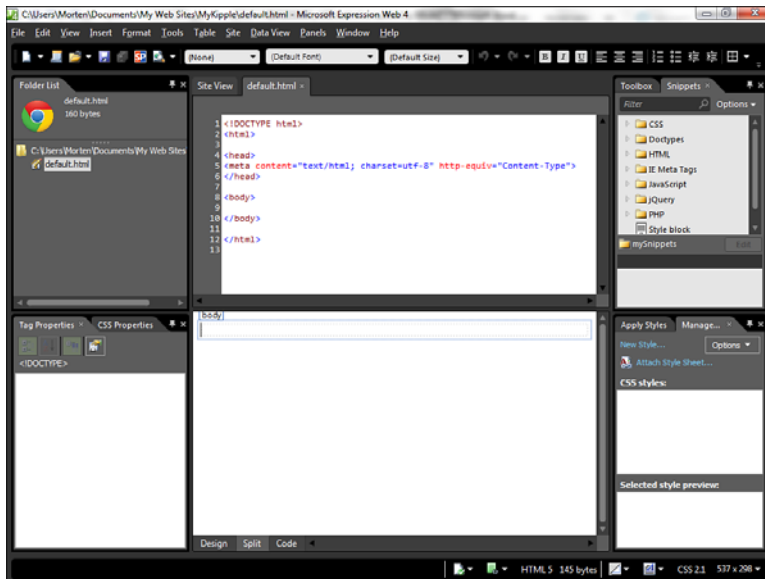 C:\Users\Morten\Documents\My Web Sites\MyKipple\default.html - Microsoft Expression Web 4
File Edit View Insert Format Tools Table Site Data View Panels Window Help
(None) (Default Font) (Default Size) B I U
Folder List
default.html
160 bytes
C:\Users\Morten\Documents\My Web Sites
default.html
Site View default.html
1 <!DOCTYPE html>
2 <html>
3
4 <head>
5 <meta content="text/html; charset=utf-8" http-equiv="Content-Type">
6 </head>
7
8 <body>
9
10 </body>
11
12 </html>
13
body
Design Split Code
Toolbox Snippets
Filter Options
CSS
Doctypes
HTML
IE Meta Tags
JavaScript
jQuery
PHP
Style block
mySnippets Edit
Tag Properties CSS Properties
<!DOCTYPE>
Apply Styles Manage...
New Style... Options
Attach Style Sheet...
CSS styles:
Selected style preview:
HTML 5 145 bytes CSS 2.1 537 x 298